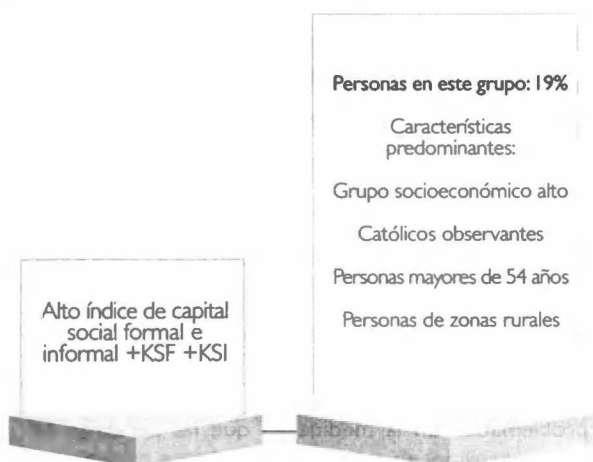 Personas en este grupo: 19%
Características
predominantes:
Grupo socioeconómico alto
Católicos observantes
Personas mayores de 54 años
Personas de zonas rurales
Alto índice de capital
social formal e
informal +KSF +KSI